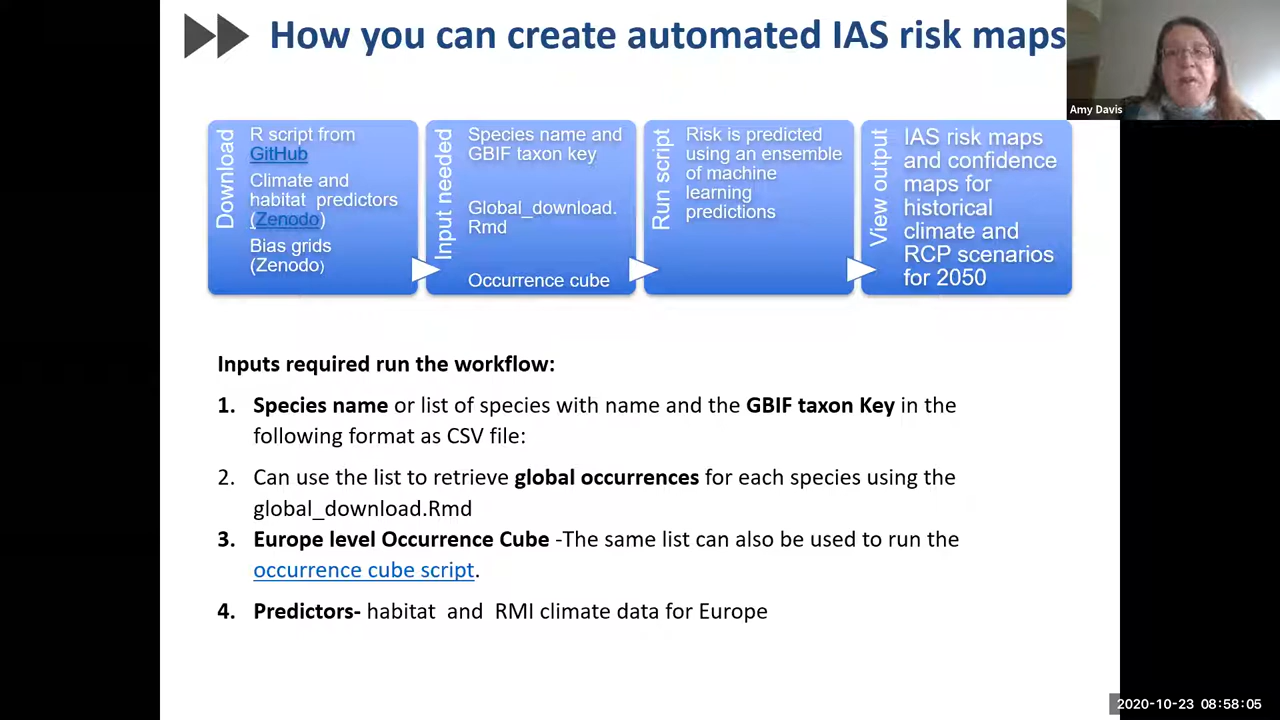 How you can create automated IAS risk maps
Amy Davis
Download
R script from
GitHub
Climate and
habitat predictors
(Zenodo)
Bias grids
(Zenodo)
Input needed
Species name and
GBIF taxon key
Global_download.
Rmd
Occurrence cube
Run script
Risk is predicted
using an ensemble
of machine
learning
predictions
View output
IAS risk maps
and confidence
maps for
historical
climate and
RCP scenarios
for 2050
Inputs required run the workflow:
1. Species name or list of species with name and the GBIF taxon Key in the
following format as CSV file:
2. Can use the list to retrieve global occurrences for each species using the
global_download.Rmd
3. Europe level Occurrence Cube -The same list can also be used to run the
occurrence cube script.
4. Predictors- habitat and RMI climate data for Europe
2020-10-23 08:58:05